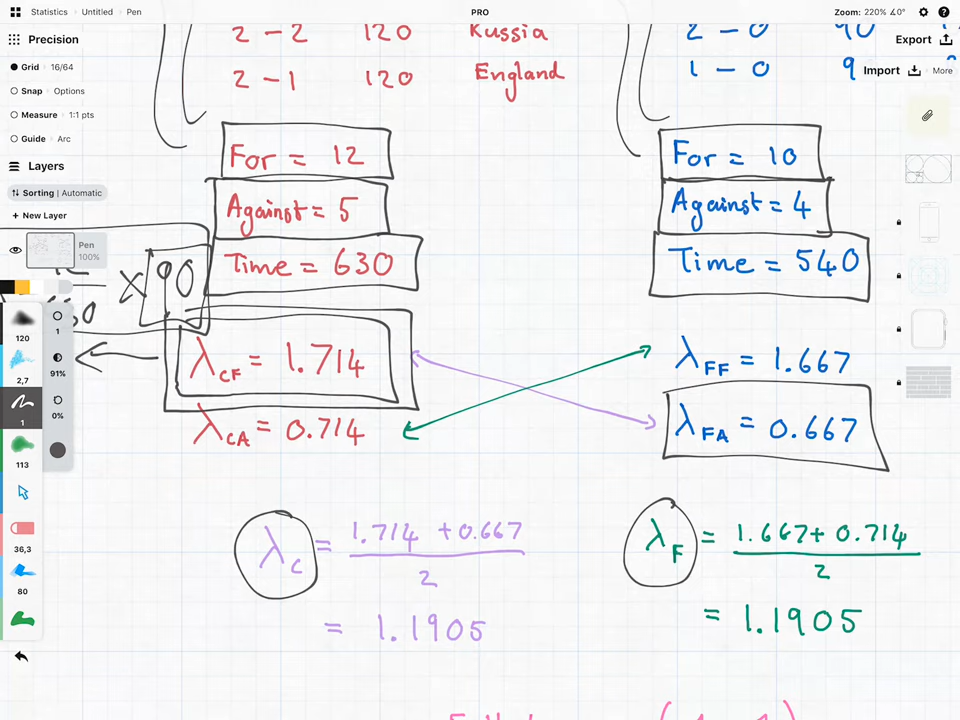 Statistics Untitled Pen PRO Zoom: 220% ∠0°
Precision
Export
Import More
Grid 16/64
Snap Options
Measure 1:1 pts
Guide Arc
Layers
Sorting | Automatic
+ New Layer
Pen
100%
120
2,7
1
113
36,3
80
1
91%
0%
2 - 2 120 Russia
2 - 1 120 England
For = 12
Against = 5
Time = 630
× 90
λCF = 1.714
λCA = 0.714
2 - 0 90
1 - 0 9
For = 10
Against = 4
Time = 540
λFF = 1.667
λFA = 0.667
λC = 1.714 + 0.667
2
= 1.1905
λF = 1.667 + 0.714
2
= 1.1905